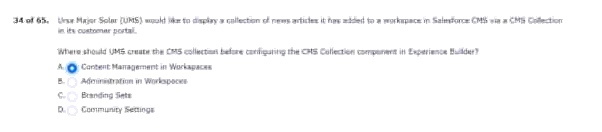 34 of 65. Ursa Major Solar (UMS) would like to display a collection of news articles it has added to a workspace in Salesforce CMS via a CMS Collection
in its customer portal.
Where should UMS create the CMS collection before configuring the CMS Collection component in Experience Builder?
A. Content Management in Workspaces
B. Administration in Workspaces
C. Branding Sets
D. Community Settings